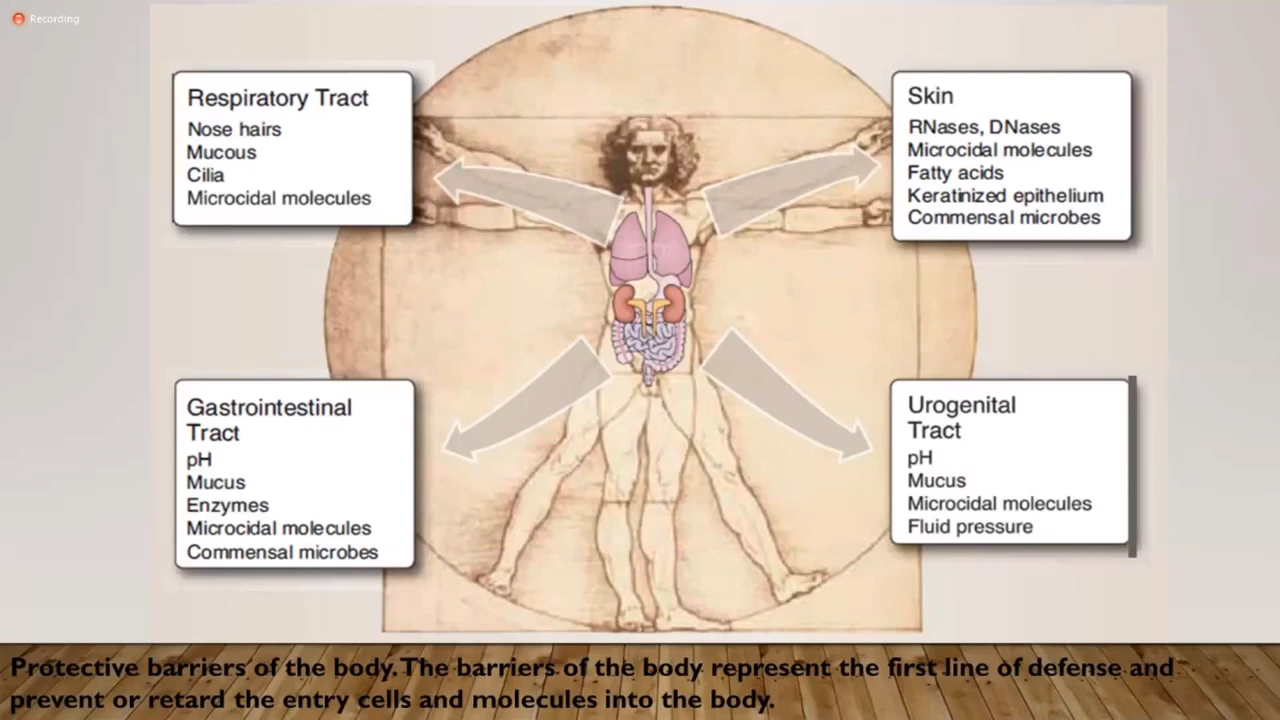 Recording
Respiratory Tract
Nose hairs
Mucous
Cilia
Microcidal molecules
Skin
RNases, DNases
Microcidal molecules
Fatty acids
Keratinized epithelium
Commensal microbes
Gastrointestinal
Tract
pH
Mucus
Enzymes
Microcidal molecules
Commensal microbes
Urogenital
Tract
pH
Mucus
Microcidal molecules
Fluid pressure
Protective barriers of the body. The barriers of the body represent the first line of defense and
prevent or retard the entry cells and molecules into the body.